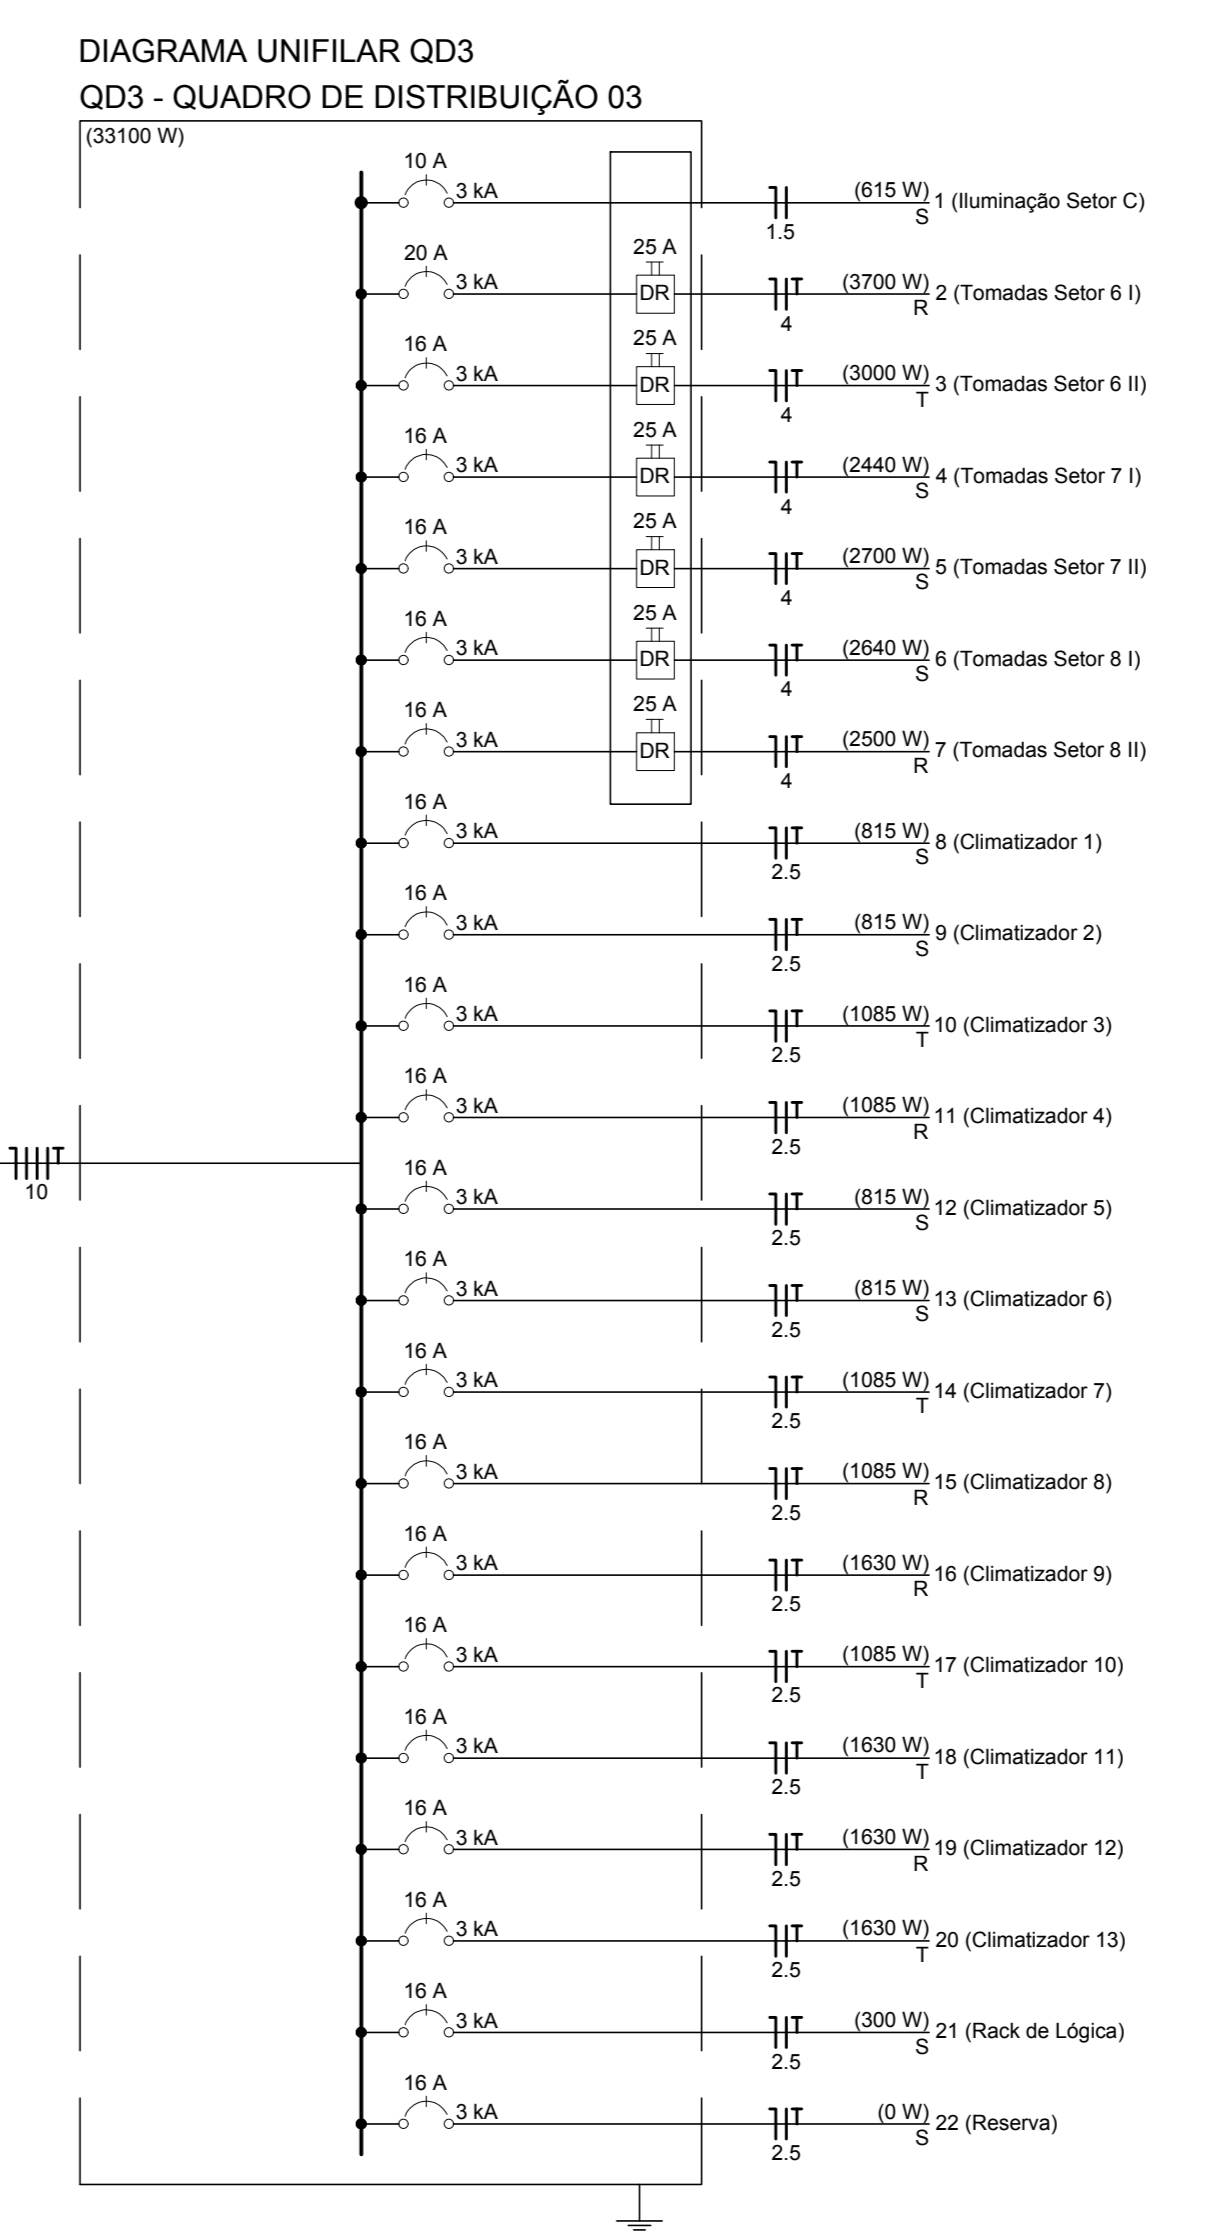 DIAGRAMA UNIFILAR QD3
QD3 - QUADRO DE DISTRIBUIÇÃO 03
(33100 W)
10 A
3 kA
1.5
(615 W)
S
1 (Iluminação Setor C)
20 A
3 kA
25 A
DR
T
4
(3700 W)
R
2 (Tomadas Setor 6 I)
16 A
3 kA
25 A
DR
T
4
(3000 W)
T
3 (Tomadas Setor 6 II)
16 A
3 kA
25 A
DR
T
4
(2440 W)
S
4 (Tomadas Setor 7 I)
16 A
3 kA
25 A
DR
T
4
(2700 W)
S
5 (Tomadas Setor 7 II)
16 A
3 kA
25 A
DR
T
4
(2640 W)
S
6 (Tomadas Setor 8 I)
16 A
3 kA
25 A
DR
T
4
(2500 W)
R
7 (Tomadas Setor 8 II)
16 A
3 kA
T
2.5
(815 W)
S
8 (Climatizador 1)
16 A
3 kA
T
2.5
(815 W)
S
9 (Climatizador 2)
16 A
3 kA
T
2.5
(1085 W)
T
10 (Climatizador 3)
16 A
3 kA
T
2.5
(1085 W)
R
11 (Climatizador 4)
T
10
16 A
3 kA
T
2.5
(815 W)
S
12 (Climatizador 5)
16 A
3 kA
T
2.5
(815 W)
S
13 (Climatizador 6)
16 A
3 kA
T
2.5
(1085 W)
T
14 (Climatizador 7)
16 A
3 kA
T
2.5
(1085 W)
R
15 (Climatizador 8)
16 A
3 kA
T
2.5
(1630 W)
R
16 (Climatizador 9)
16 A
3 kA
T
2.5
(1085 W)
T
17 (Climatizador 10)
16 A
3 kA
T
2.5
(1630 W)
T
18 (Climatizador 11)
16 A
3 kA
T
2.5
(1630 W)
R
19 (Climatizador 12)
16 A
3 kA
T
2.5
(1630 W)
T
20 (Climatizador 13)
16 A
3 kA
T
2.5
(300 W)
S
21 (Rack de Lógica)
16 A
3 kA
T
2.5
(0 W)
S
22 (Reserva)